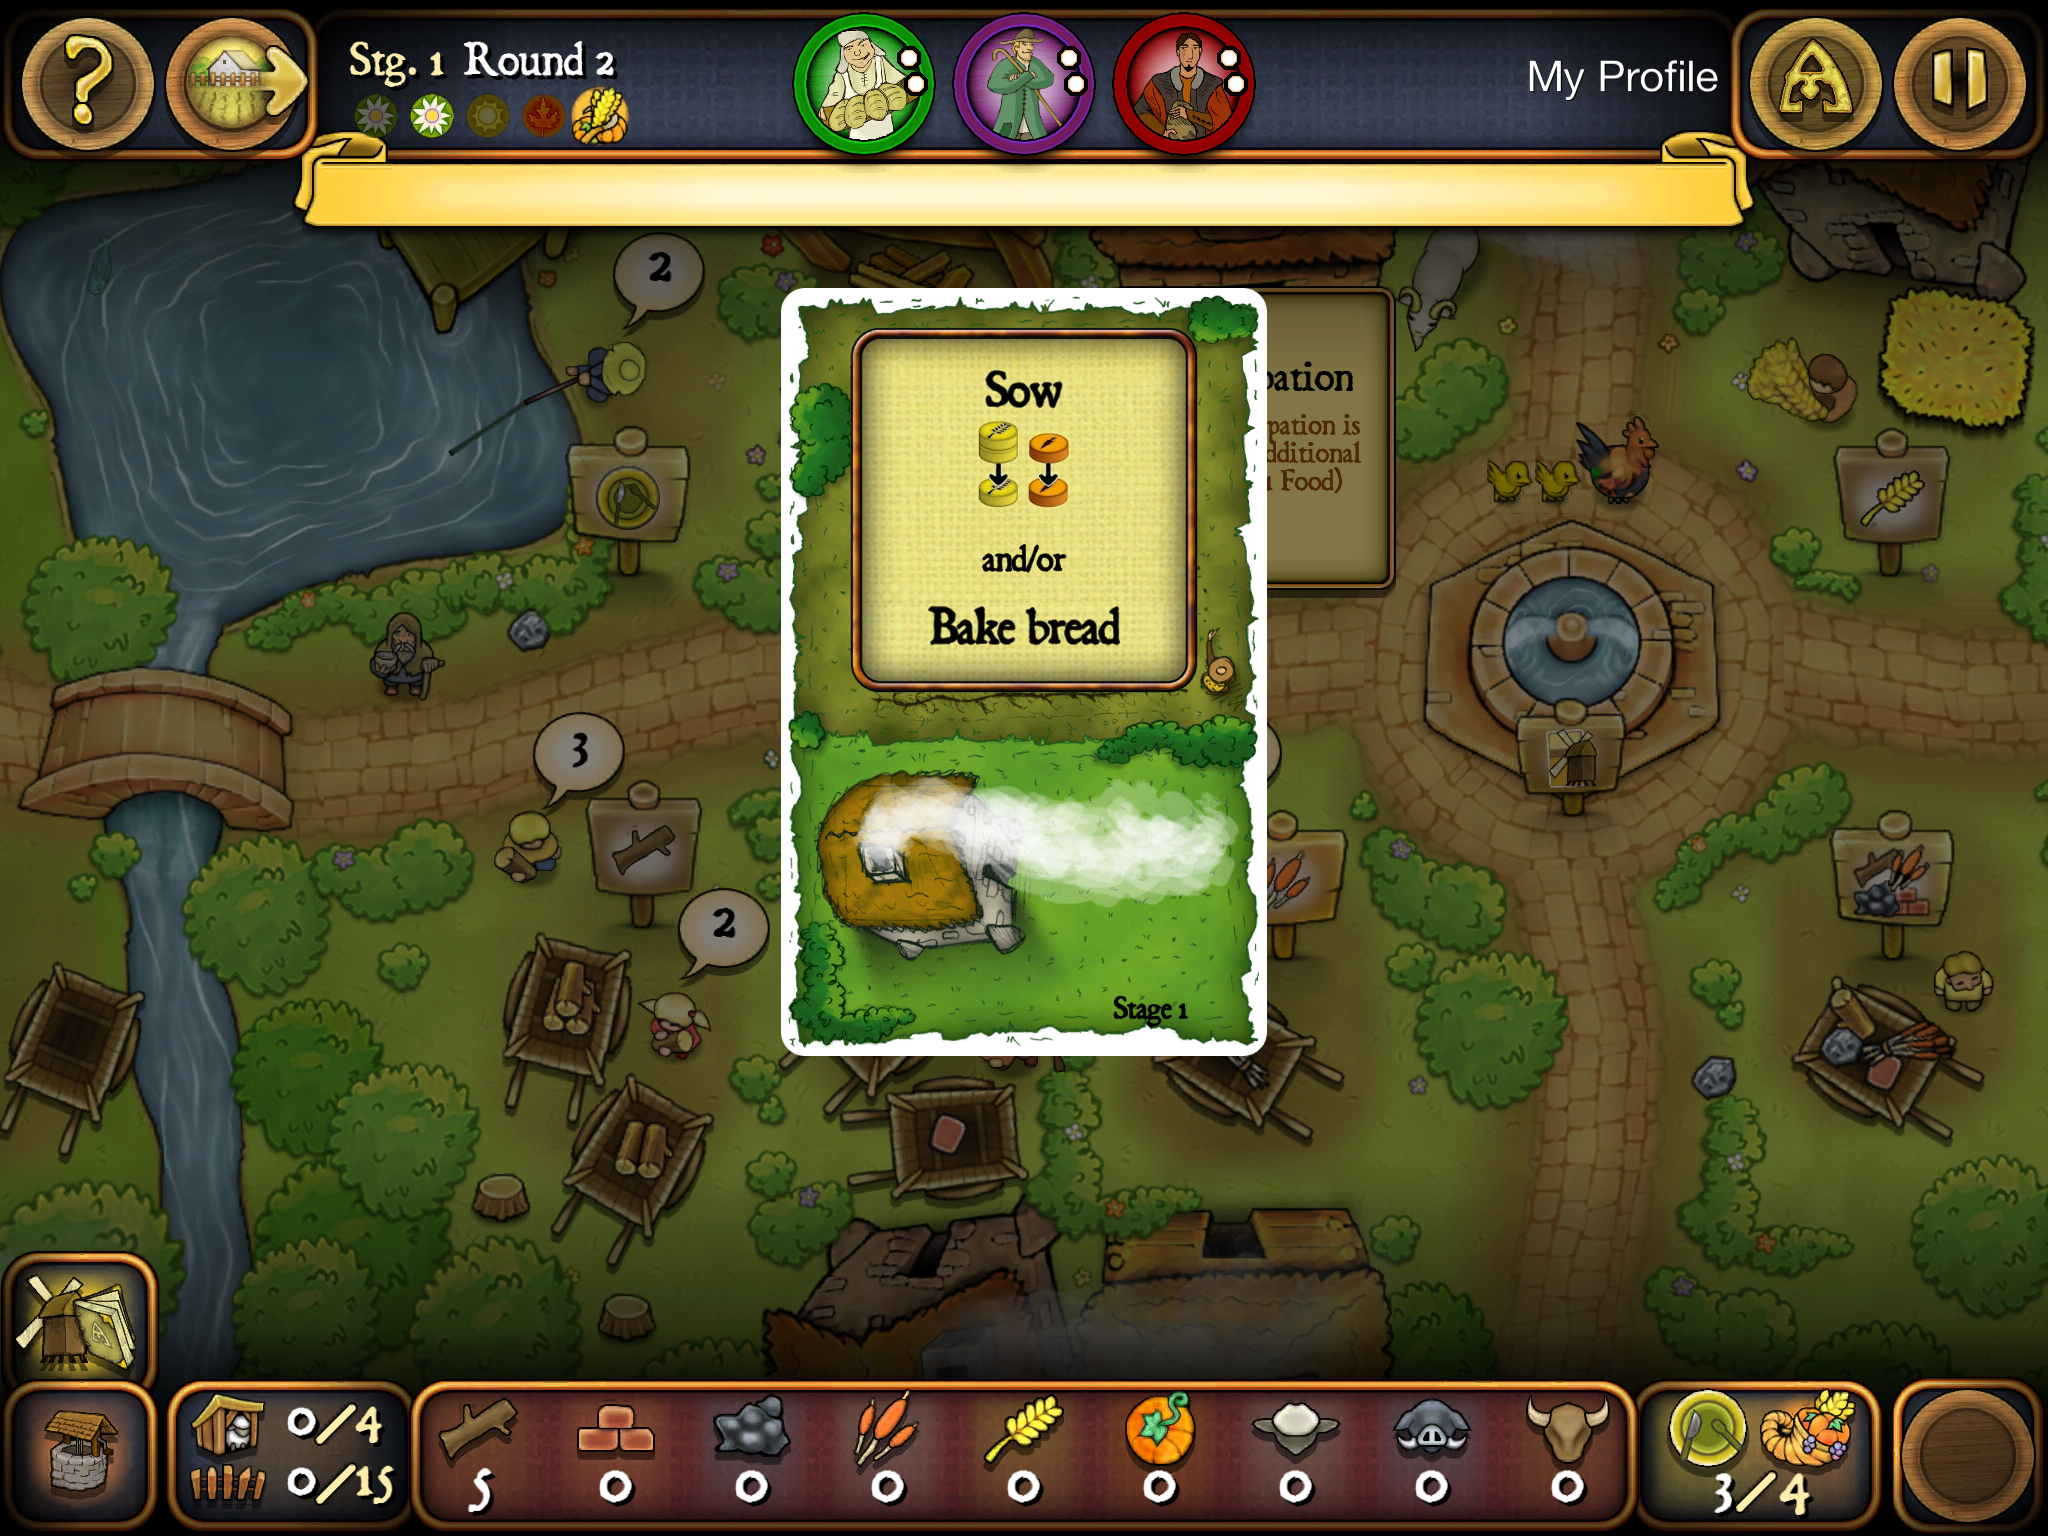 Stg. 1 Round 2
My Profile
2
Sow
and/or
Bake bread
Stage 1
pation
pation is
dditional
Food)
3
2
0/4
0/15
5
0
0
0
0
0
0
0
0
3/4